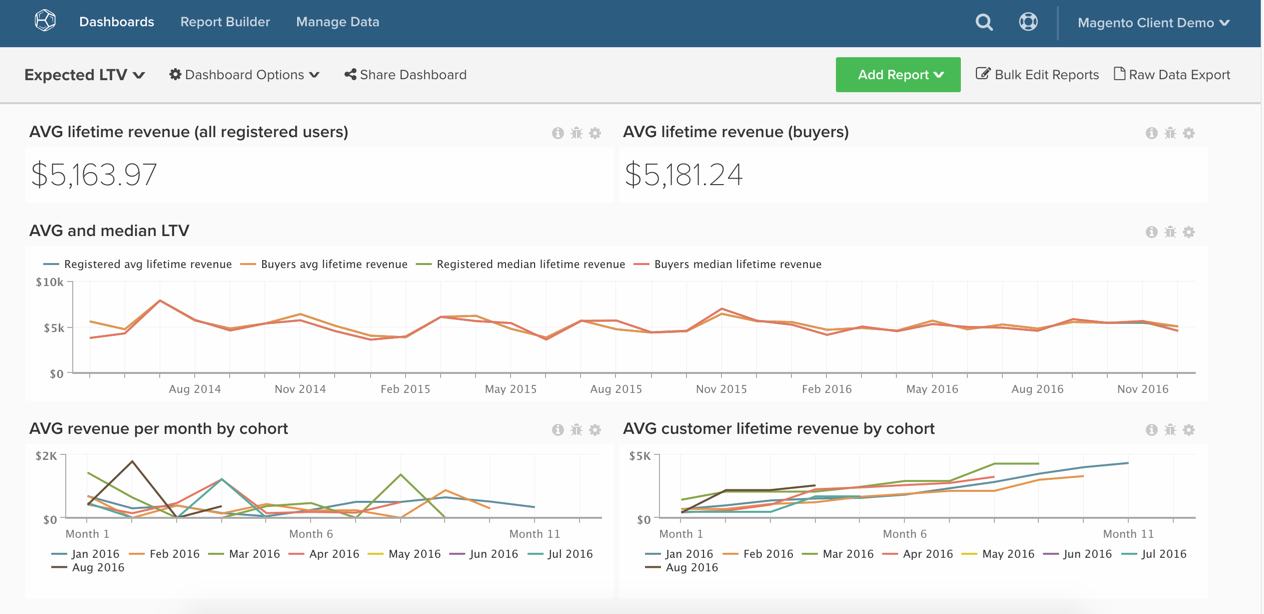 Dashboards Report Builder Manage Data Magento Client Demo
Expected LTV Dashboard Options Share Dashboard Add Report Bulk Edit Reports Raw Data Export
AVG lifetime revenue (all registered users) AVG lifetime revenue (buyers)
$5,163.97 $5,181.24
AVG and median LTV
Registered avg lifetime revenue Buyers avg lifetime revenue Registered median lifetime revenue Buyers median lifetime revenue
$10k
$5k
$0
Aug 2014 Nov 2014 Feb 2015 May 2015 Aug 2015 Nov 2015 Feb 2016 May 2016 Aug 2016 Nov 2016
AVG revenue per month by cohort
$2K
$0
Month 1 Month 6 Month 11
Jan 2016 Feb 2016 Mar 2016 Apr 2016 May 2016 Jun 2016 Jul 2016
Aug 2016
AVG customer lifetime revenue by cohort
$5K
$0
Month 1 Month 6 Month 11
Jan 2016 Feb 2016 Mar 2016 Apr 2016 May 2016 Jun 2016 Jul 2016
Aug 2016